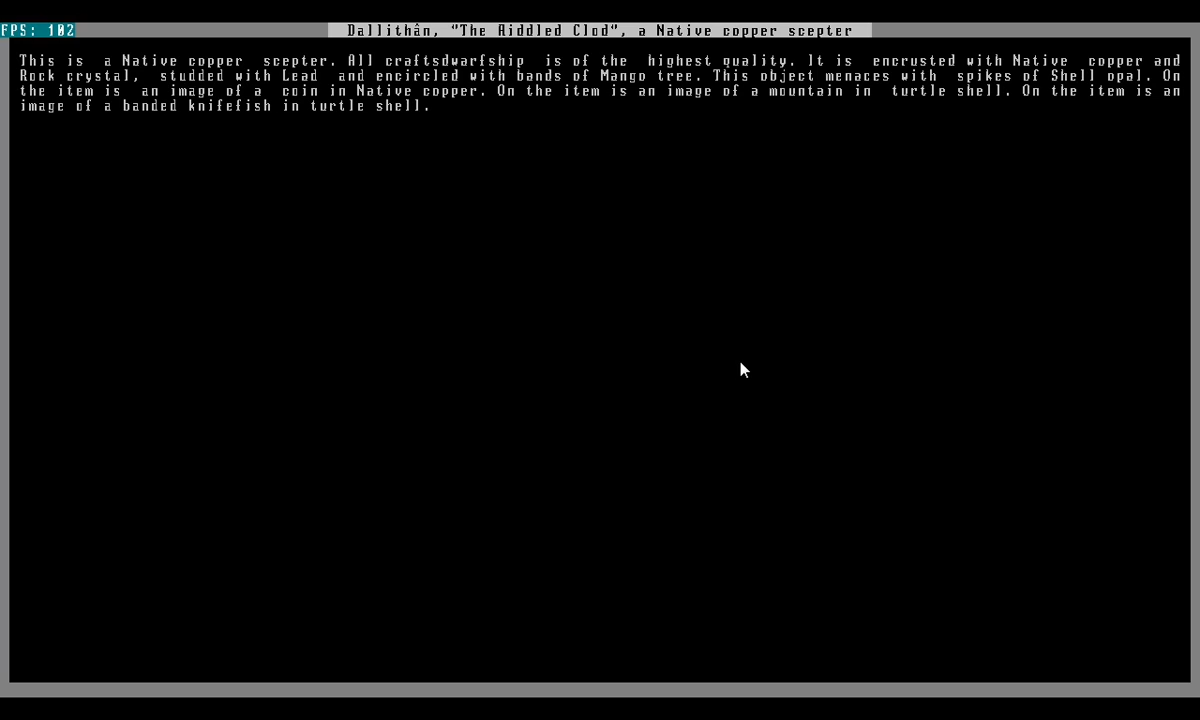 FPS: 102
Dallithân, "The Riddled Clod", a Native copper scepter
This is  a Native copper  scepter. All craftsdwarfship  is of the  highest quality. It is  encrusted with Native  copper and
Rock crystal,  studded with Lead  and encircled with bands of Mango tree. This object menaces with  spikes of Shell opal. On
the item is  an image of a  coin in Native copper. On the item is an image of a mountain in  turtle shell. On the item is an
image of a banded knifefish in turtle shell.